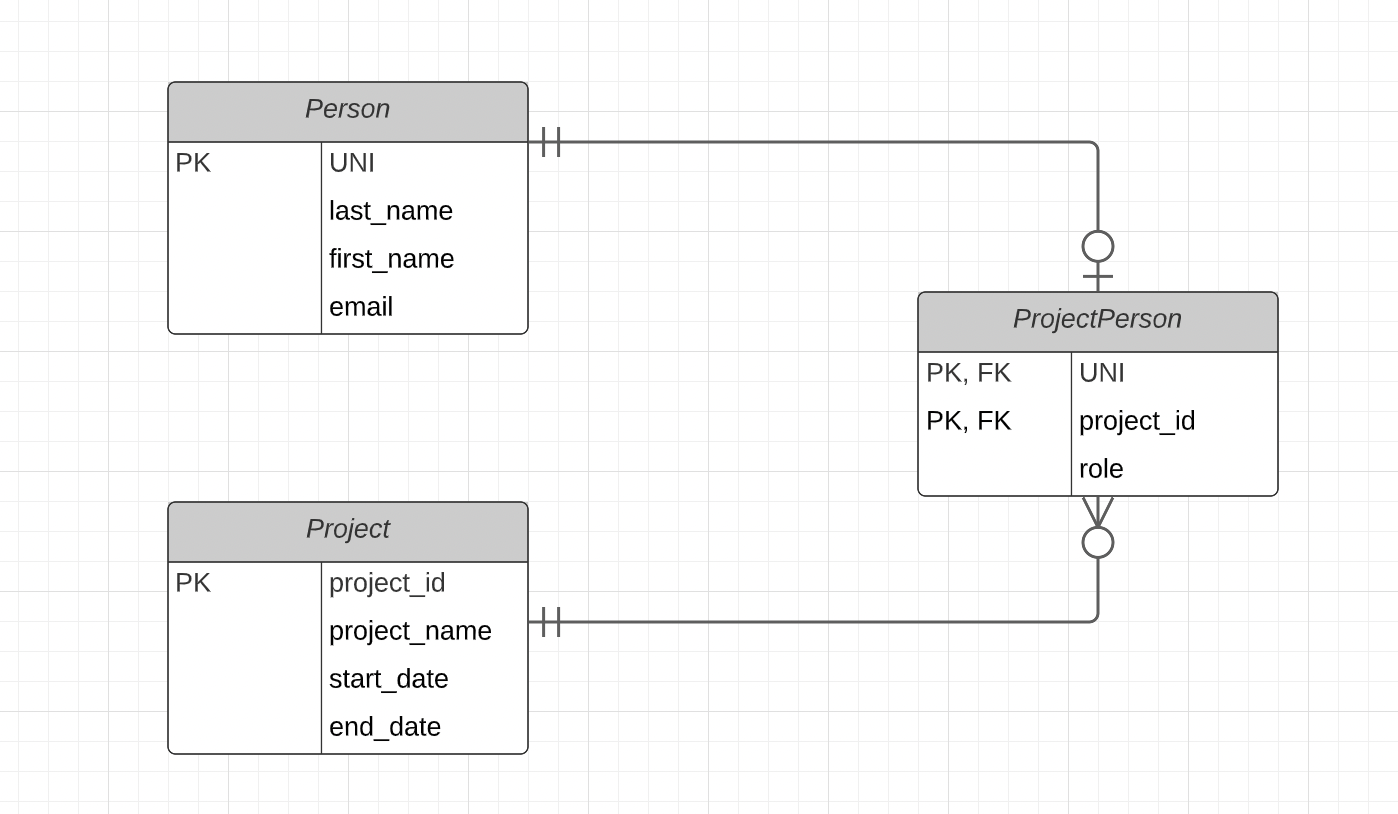 Person
PK UNI
last_name
first_name
email
ProjectPerson
PK, FK UNI
PK, FK project_id
role
Project
PK project_id
project_name
start_date
end_date